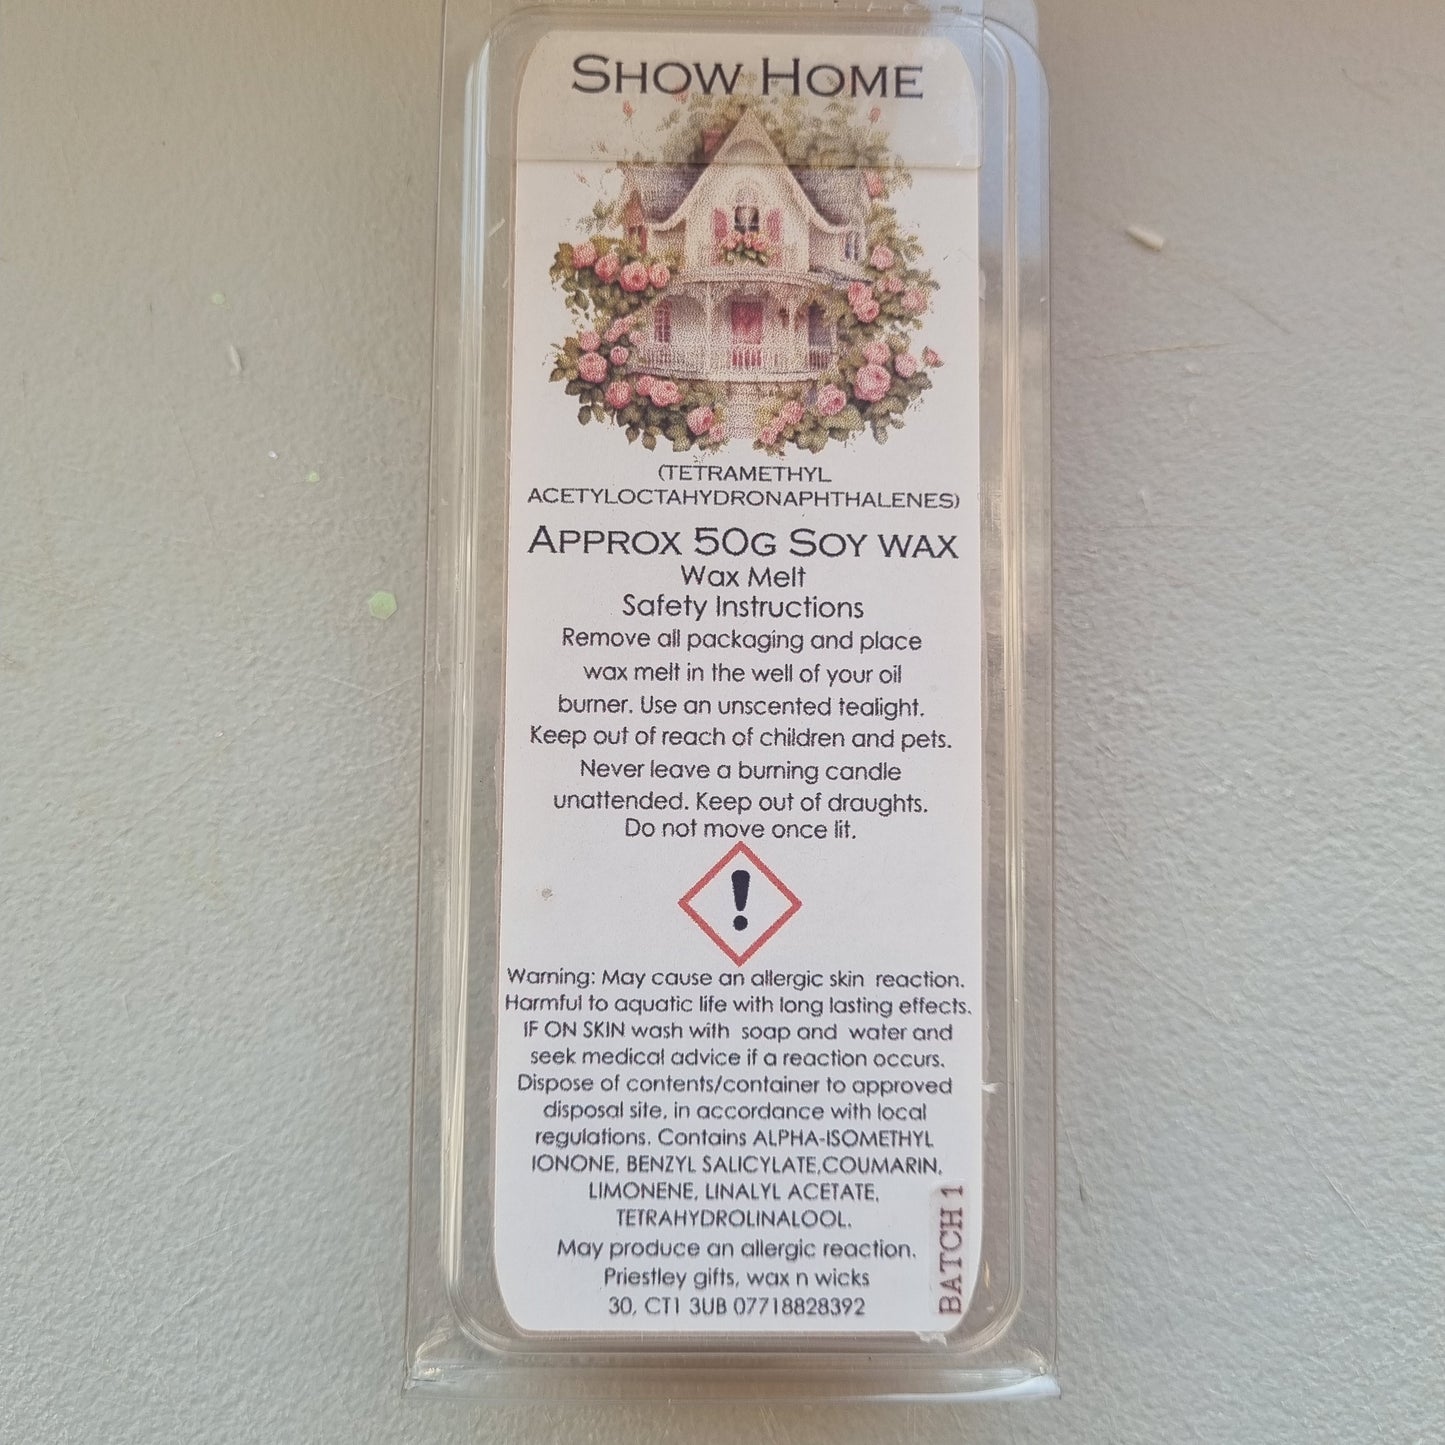 SHOW HOME
(TETRAMETHYL
ACETYLOCTAHYDRONAPHTHALENES)
APPROX 50G SOY WAX
Wax Melt
Safety Instructions
Remove all packaging and place
wax melt in the well of your oil
burner. Use an unscented tealight.
Keep out of reach of children and pets.
Never leave a burning candle
unattended. Keep out of draughts.
Do not move once lit.
!
Warning: May cause an allergic skin reaction.
Harmful to aquatic life with long lasting effects.
IF ON SKIN wash with soap and water and
seek medical advice if a reaction occurs.
Dispose of contents/container to approved
disposal site, in accordance with local
regulations. Contains ALPHA-ISOMETHYL
IONONE, BENZYL SALICYLATE,COUMARIN,
LIMONENE, LINALYL ACETATE,
TETRAHYDROLINALOOL.
May produce an allergic reaction.
Priestley gifts, wax n wicks
30, CT1 3UB 07718828392
BATCH 1